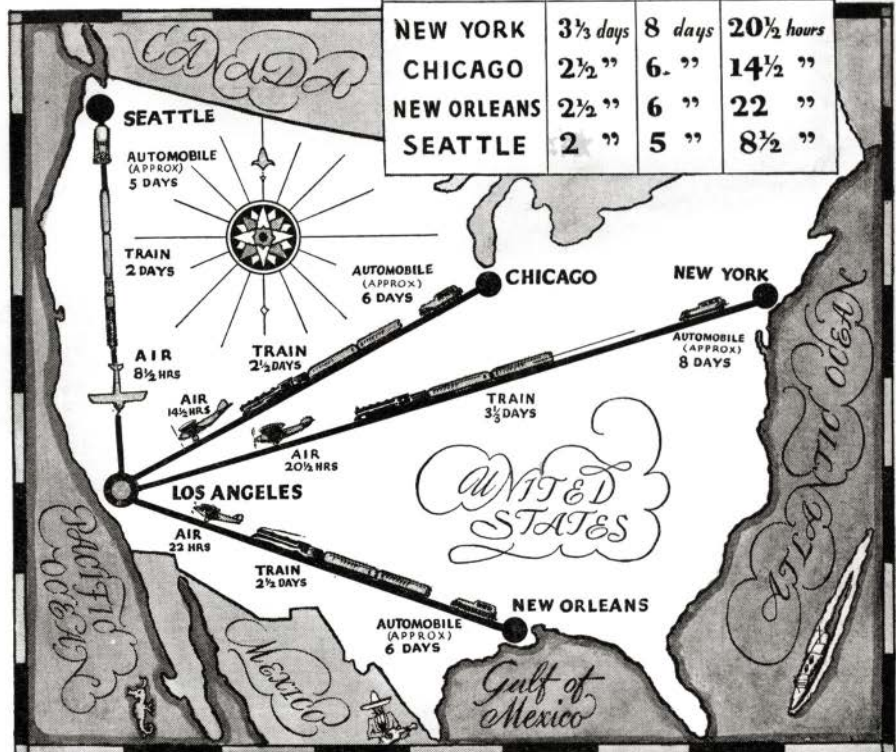 NEW YORK 3⅓ days 8 days 20½ hours
CHICAGO 2½ " 6 " 14½ "
NEW ORLEANS 2½ " 6 " 22 "
SEATTLE 2 " 5 " 8½ "
CANADA
SEATTLE
AUTOMOBILE
(APPROX)
5 DAYS
TRAIN
2 DAYS
AIR
8½ HRS
AUTOMOBILE
(APPROX)
6 DAYS
CHICAGO
TRAIN
2½ DAYS
AIR
14½ HRS
NEW YORK
AUTOMOBILE
(APPROX)
8 DAYS
TRAIN
3⅓ DAYS
AIR
20½ HRS
LOS ANGELES
UNITED
STATES
ATLANTIC OCEAN
PACIFIC
OCEAN
AIR
22 HRS
TRAIN
2½ DAYS
AUTOMOBILE
(APPROX)
6 DAYS
NEW ORLEANS
MEXICO
Gulf of
Mexico